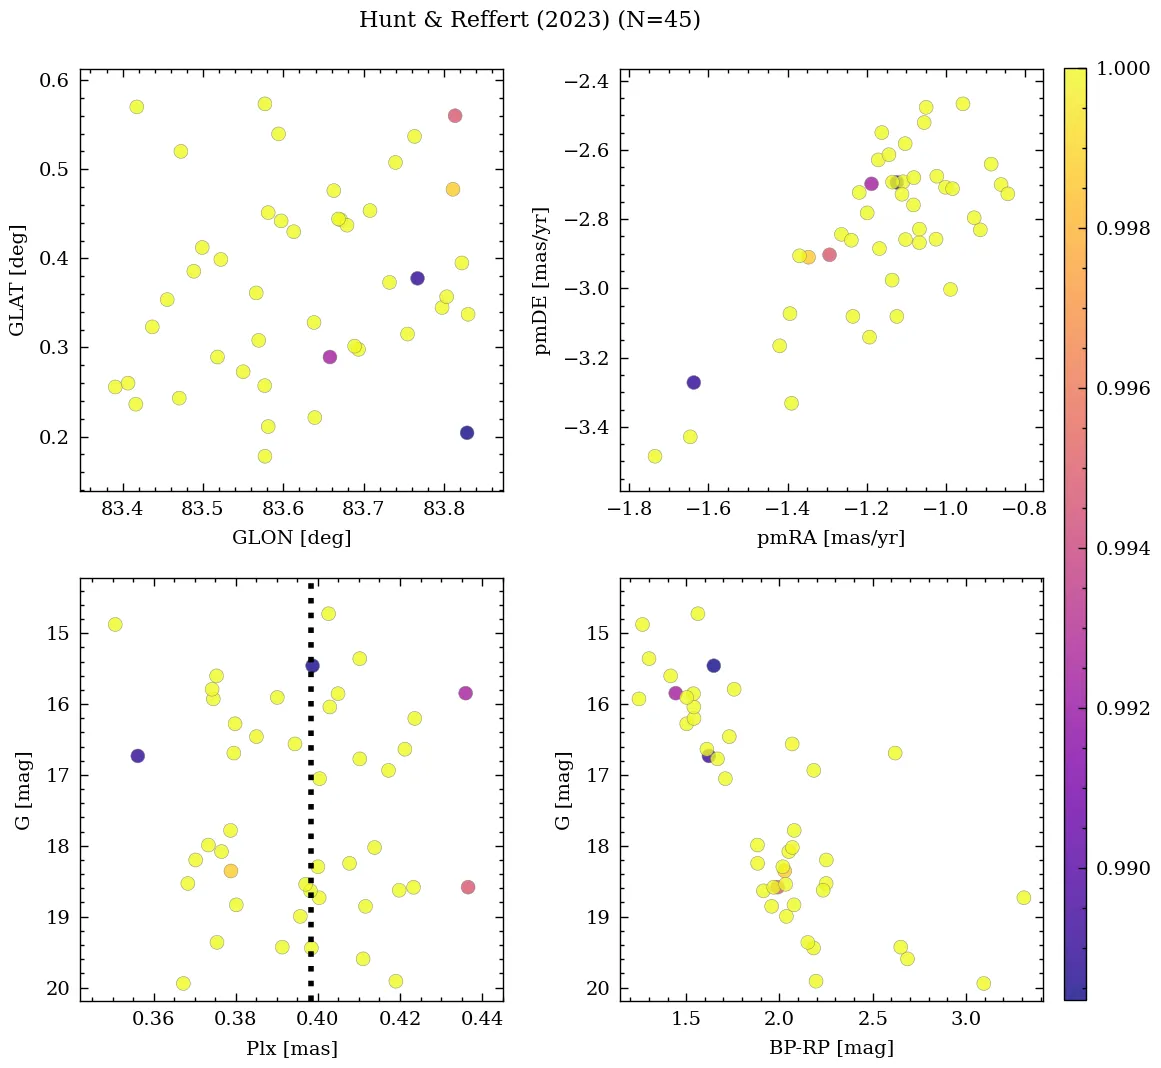 Hunt & Reffert (2023) (N=45)
0.6
0.5
0.4
0.3
0.2
GLAT [deg]
83.4 83.5 83.6 83.7 83.8
GLON [deg]
−2.4
−2.6
−2.8
−3.0
−3.2
−3.4
pmDE [mas/yr]
−1.8 −1.6 −1.4 −1.2 −1.0 −0.8
pmRA [mas/yr]
15
16
17
18
19
20
G [mag]
0.36 0.38 0.40 0.42 0.44
Plx [mas]
15
16
17
18
19
20
G [mag]
1.5 2.0 2.5 3.0
BP-RP [mag]
1.000
0.998
0.996
0.994
0.992
0.990